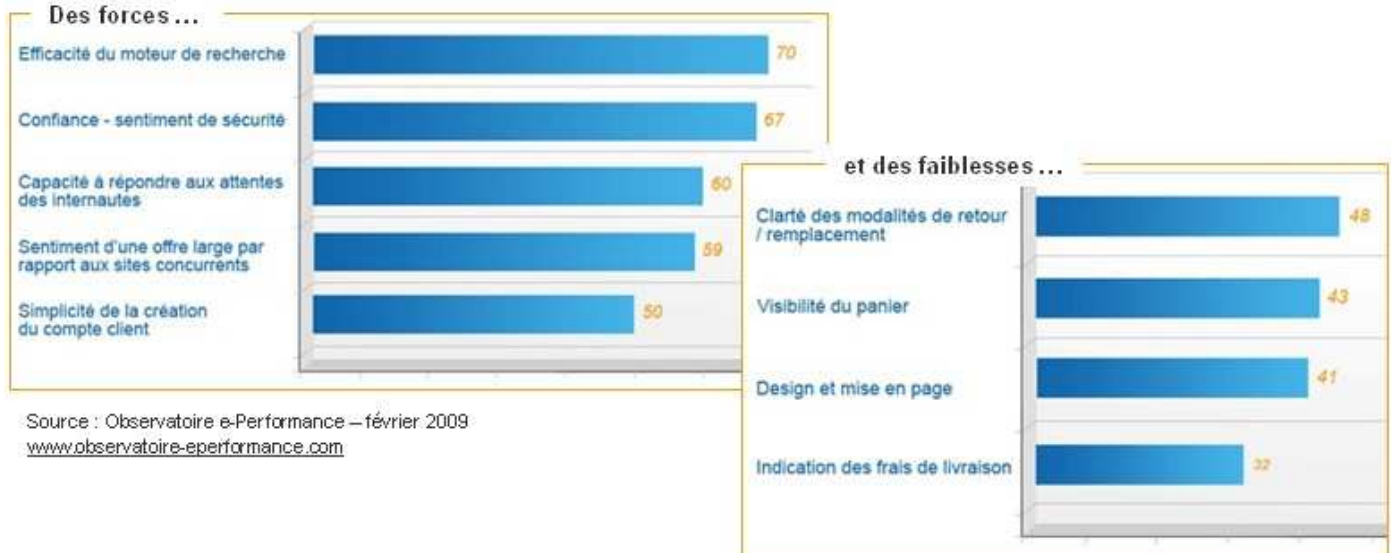 Des forces...
Efficacité du moteur de recherche
70
Confiance - sentiment de sécurité
67
Capacité à répondre aux attentes
des internautes
60
Sentiment d'une offre large par
rapport aux sites concurrents
59
Simplicité de la création
du compte client
50
et des faiblesses...
Clarté des modalités de retour
/ remplacement
48
Visibilité du panier
43
Design et mise en page
41
Indication des frais de livraison
32
Source : Observatoire e-Performance – février 2009
www.observatoire-eperformance.com